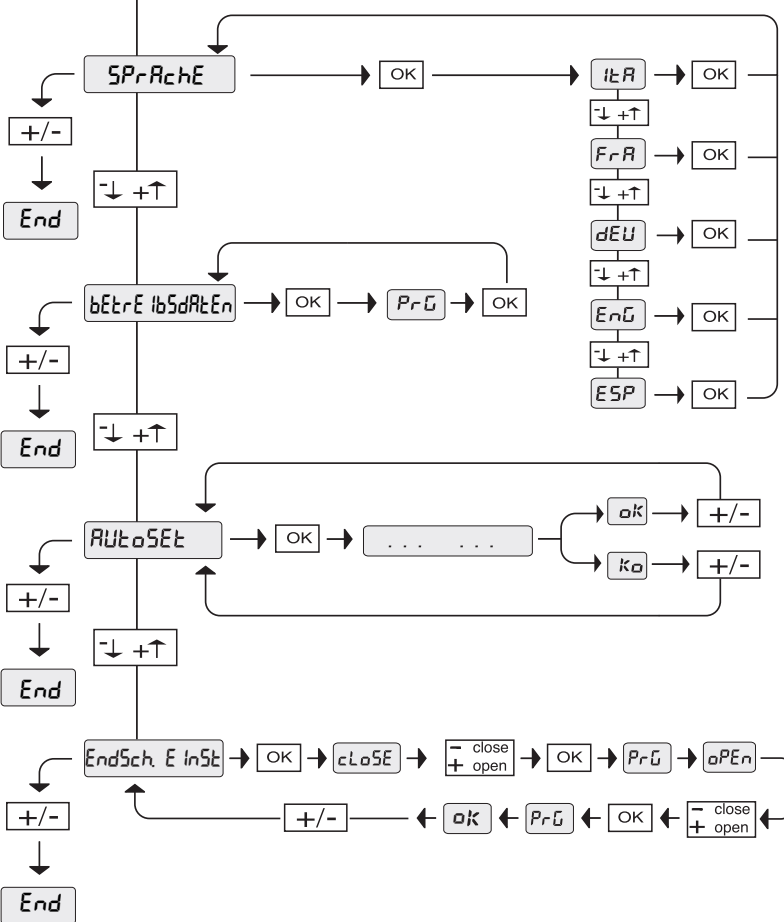 SPrAchE OK ItA OK
+/- -↓ +↑
End -↓ +↑ FrA OK
-↓ +↑
dEU OK
bEtrEIbSdAtEn OK PrG OK -↓ +↑
EnG OK
+/- -↓ +↑
ESP OK
End -↓ +↑
AUtoSEt OK ... ... oK +/-
Ko +/-
+/-
-↓ +↑
End
EndSch. EInSt OK cLoSE - close
+ open OK PrG oPEn
+/- +/- oK PrG OK - close
+ open
End